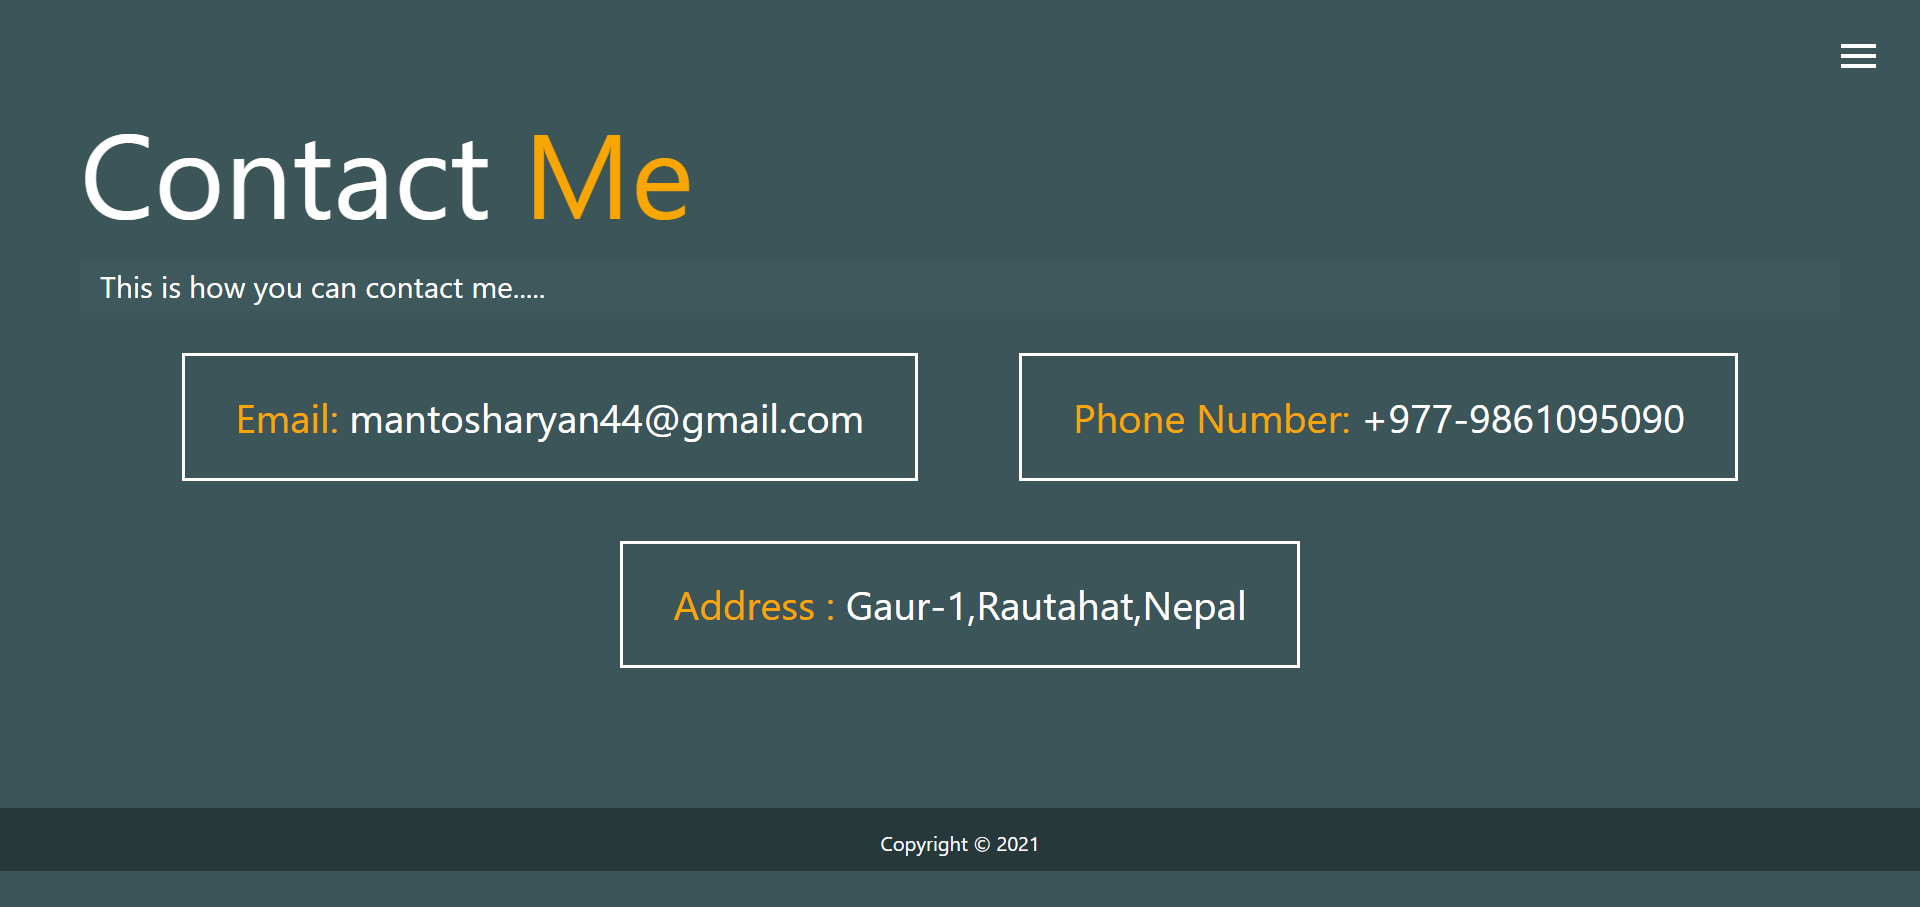 Contact Me
This is how you can contact me.....
Email: mantosharyan44@gmail.com
Phone Number: +977-9861095090
Address : Gaur-1,Rautahat,Nepal
Copyright © 2021